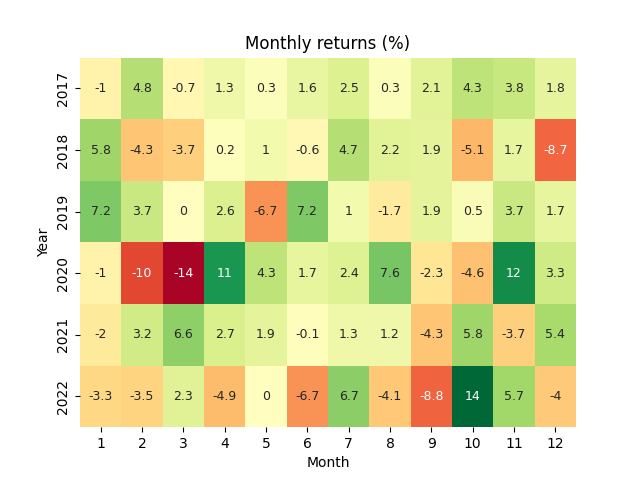 Monthly returns (%)
2017 -1 4.8 -0.7 1.3 0.3 1.6 2.5 0.3 2.1 4.3 3.8 1.8
2018 5.8 -4.3 -3.7 0.2 1 -0.6 4.7 2.2 1.9 -5.1 1.7 -8.7
2019 7.2 3.7 0 2.6 -6.7 7.2 1 -1.7 1.9 0.5 3.7 1.7
Year
2020 -1 -10 -14 11 4.3 1.7 2.4 7.6 -2.3 -4.6 12 3.3
2021 -2 3.2 6.6 2.7 1.9 -0.1 1.3 1.2 -4.3 5.8 -3.7 5.4
2022 -3.3 -3.5 2.3 -4.9 0 -6.7 6.7 -4.1 -8.8 14 5.7 -4
1 2 3 4 5 6 7 8 9 10 11 12
Month